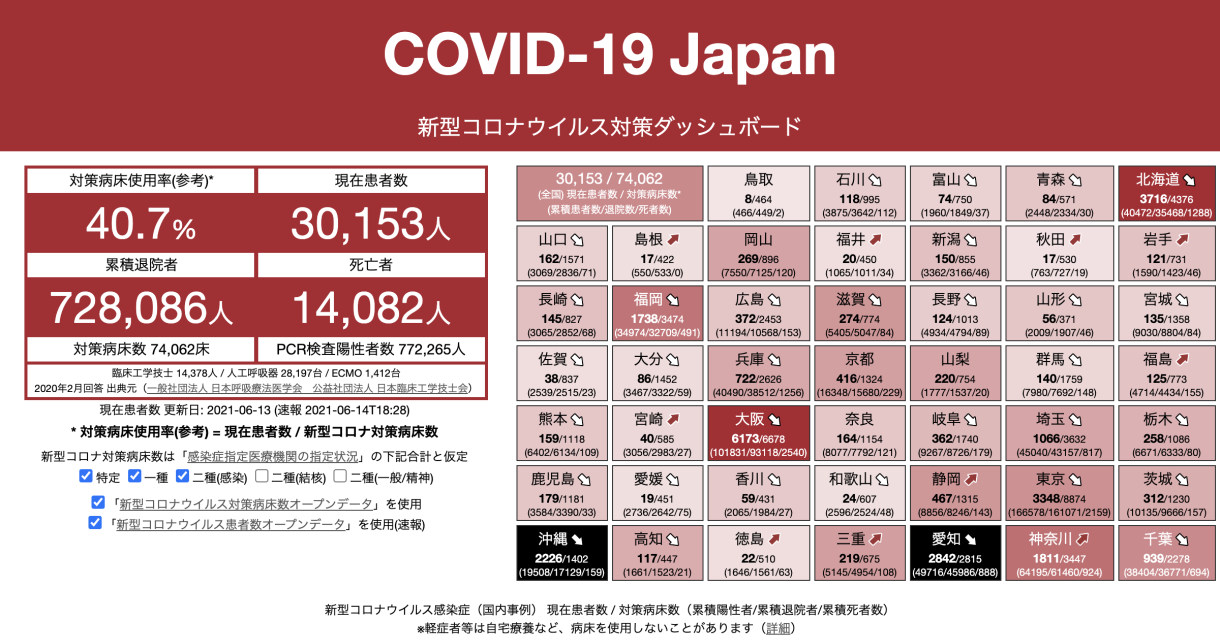 COVID-19 Japan
新型コロナウイルス対策ダッシュボード
対策病床使用率(参考)*
現在患者数
40.7%
30,153人
累積退院者
死亡者
728,086人
14,082人
対策病床数 74,062床
PCR検査陽性者数 772,265人
臨床工学技士 14,378人 / 人工呼吸器 28,197台 / ECMO 1,412台
2020年2月回答 出典元（一般社団法人 日本呼吸療法医学会　公益社団法人 日本臨床工学技士会）
現在患者数 更新日: 2021-06-13 (速報 2021-06-14T18:28)
* 対策病床使用率(参考) = 現在患者数 / 新型コロナ対策病床数
新型コロナ対策病床数は「感染症指定医療機関の指定状況」の下記合計と仮定
特定 一種 二種(感染) 二種(結核) 二種(一般/精神)
「新型コロナウイルス対策病床数オープンデータ」を使用
「新型コロナウイルス患者数オープンデータ」を使用(速報)
30,153 / 74,062
(全国) 現在患者数 / 対策病床数*
(累積患者数/退院数/死者数)
鳥取
8/464
(466/449/2)
石川
118/995
(3875/3642/112)
富山
74/750
(1960/1849/37)
青森
84/571
(2448/2334/30)
北海道
3716/4376
(40472/35468/1288)
山口
162/1571
(3069/2836/71)
島根
17/422
(550/533/0)
岡山
269/896
(7550/7125/120)
福井
20/450
(1065/1011/34)
新潟
150/855
(3362/3166/46)
秋田
17/530
(763/727/19)
岩手
121/731
(1590/1423/46)
長崎
145/827
(3065/2852/68)
福岡
1738/3474
(34974/32709/491)
広島
372/2453
(11194/10568/153)
滋賀
274/774
(5405/5047/84)
長野
124/1013
(4934/4794/89)
山形
56/371
(2009/1907/46)
宮城
135/1358
(9030/8804/84)
佐賀
38/837
(2539/2515/23)
大分
86/1452
(3467/3322/59)
兵庫
722/2626
(40490/38512/1256)
京都
416/1324
(16348/15680/229)
山梨
220/754
(1777/1537/20)
群馬
140/1759
(7980/7692/148)
福島
125/773
(4714/4434/155)
熊本
159/1118
(6402/6134/109)
宮崎
40/585
(3056/2983/27)
大阪
6173/6678
(101831/93118/2540)
奈良
164/1154
(8077/7792/121)
岐阜
362/1740
(9267/8726/179)
埼玉
1066/3632
(45040/43157/817)
栃木
258/1086
(6671/6333/80)
鹿児島
179/1181
(3584/3390/33)
愛媛
19/451
(2736/2642/75)
香川
59/431
(2065/1984/27)
和歌山
24/607
(2596/2524/48)
静岡
467/1315
(8856/8246/143)
東京
3348/8874
(166578/161071/2159)
茨城
312/1230
(10135/9666/157)
沖縄
2226/1402
(19508/17129/159)
高知
117/447
(1661/1523/21)
徳島
22/510
(1646/1561/63)
三重
219/675
(5145/4954/108)
愛知
2842/2815
(49716/45986/888)
神奈川
1811/3447
(64195/61460/924)
千葉
939/2278
(38404/36771/694)
新型コロナウイルス感染症（国内事例） 現在患者数 / 対策病床数（累積陽性者/累積退院者/累積死者数）
※軽症者等は自宅療養など、病床を使用しないことがあります（詳細）